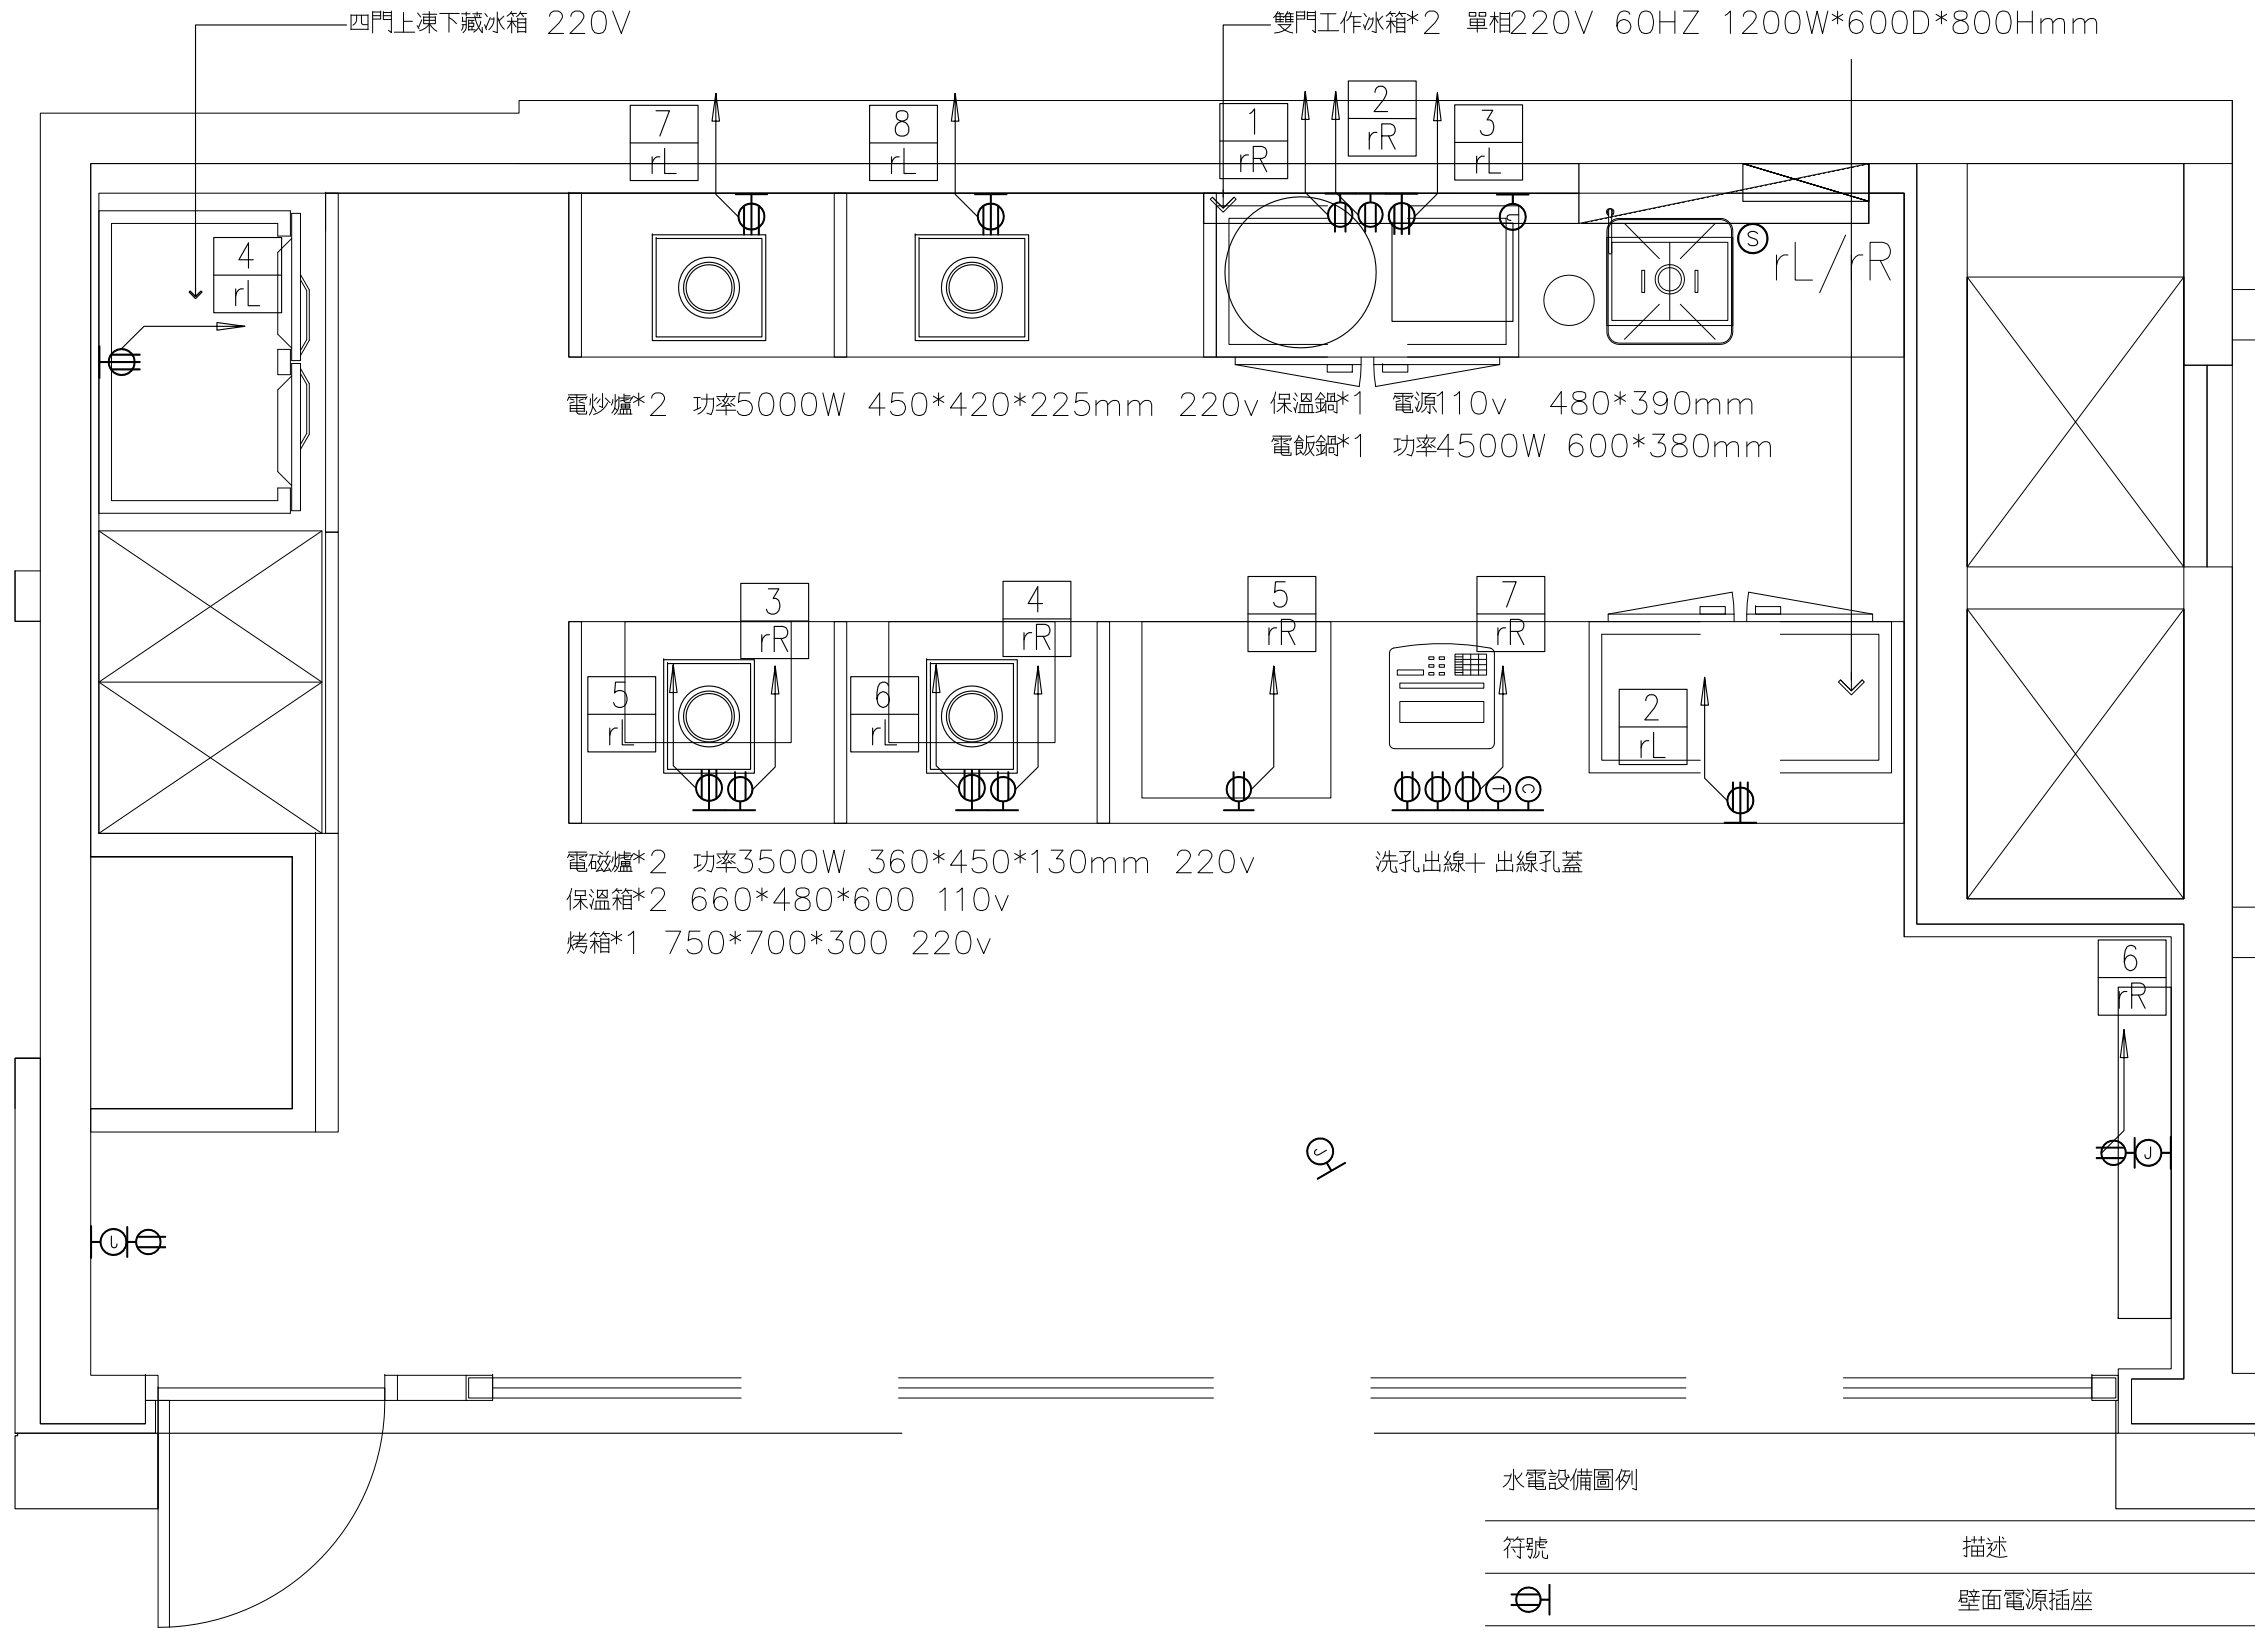 四門上凍下藏冰箱 220V
雙門工作冰箱*2 單相220V 60HZ 1200W*600D*800Hmm
7
rL
8
rL
1
rR
2
rR
3
rL
4
rL
S
rL/rR
電炒爐*2 功率5000W 450*420*225mm 220v
保溫鍋*1 電源110v 480*390mm
電飯鍋*1 功率4500W 600*380mm
3
rR
4
rR
5
rR
7
rR
5
rL
6
rL
2
rL
T
C
電磁爐*2 功率3500W 360*450*130mm 220v
保溫箱*2 660*480*600 110v
烤箱*1 750*700*300 220v
洗孔出線+出線孔蓋
6
rR
J
J
J
水電設備圖例
符號 描述
壁面電源插座